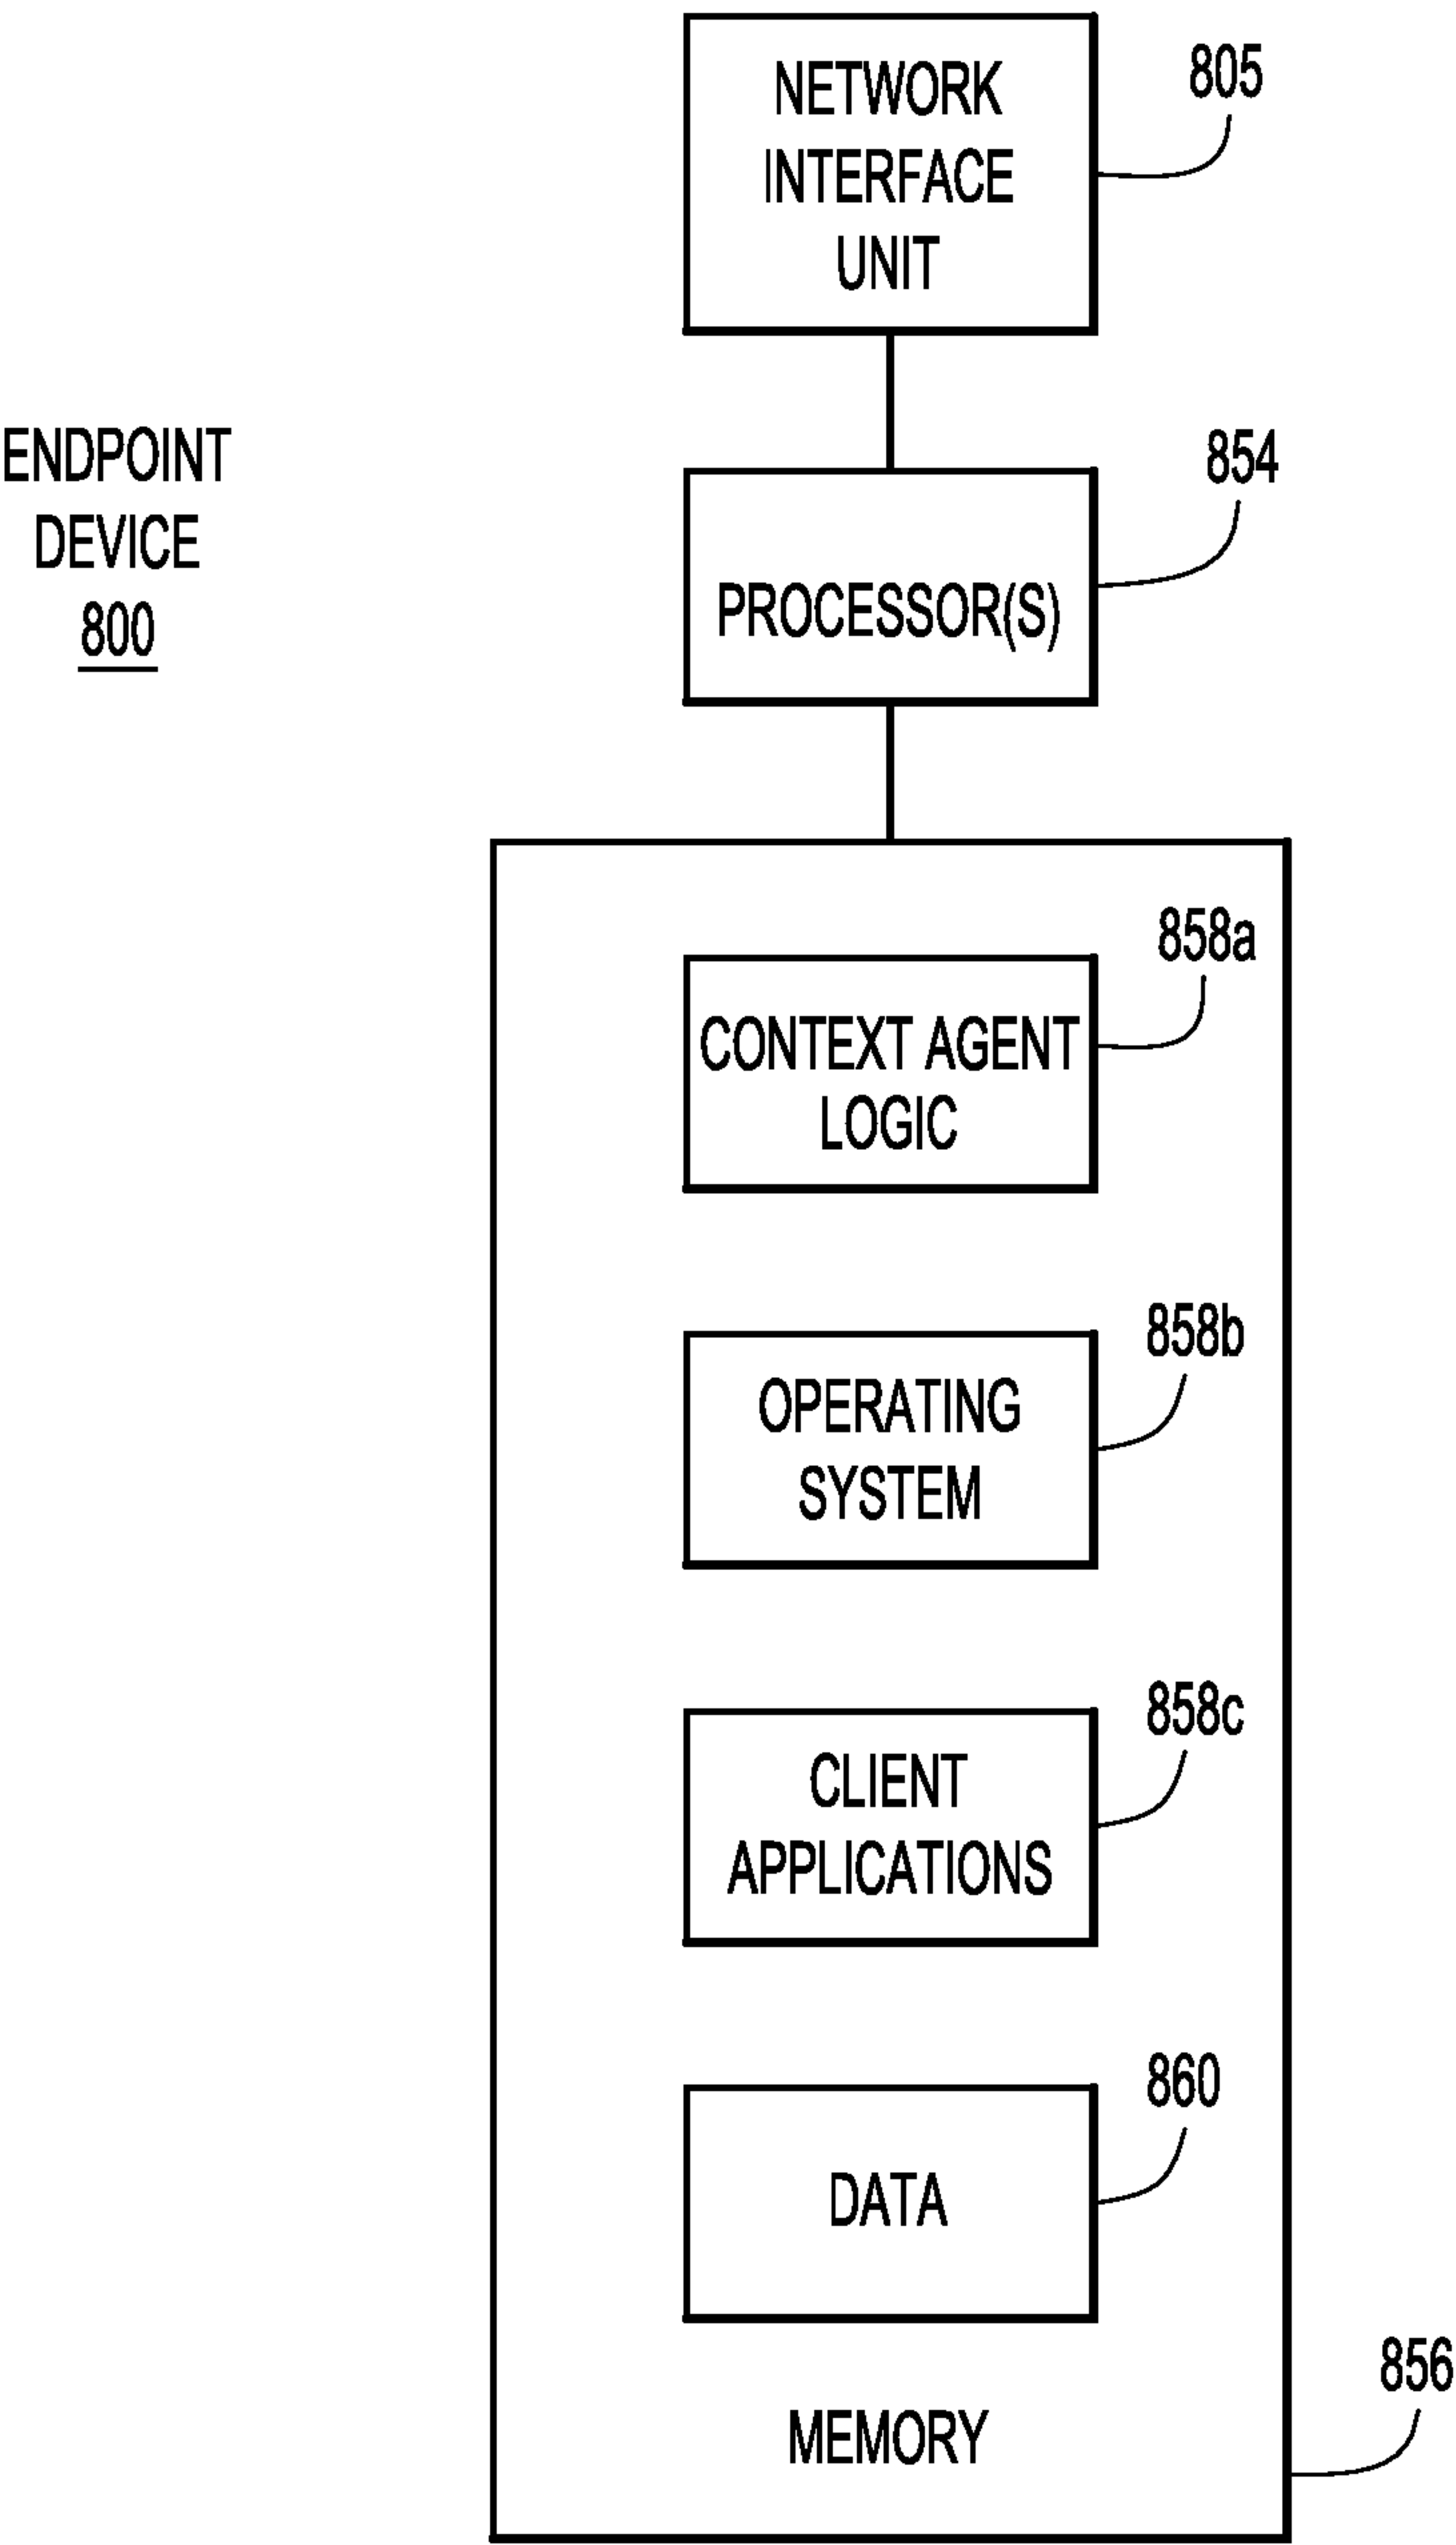 NETWORK
INTERFACE
UNIT
805
ENDPOINT
DEVICE
800
854
PROCESSOR(S)
858a
CONTEXT AGENT
LOGIC
858b
OPERATING
SYSTEM
858c
CLIENT
APPLICATIONS
860
DATA
856
MEMORY